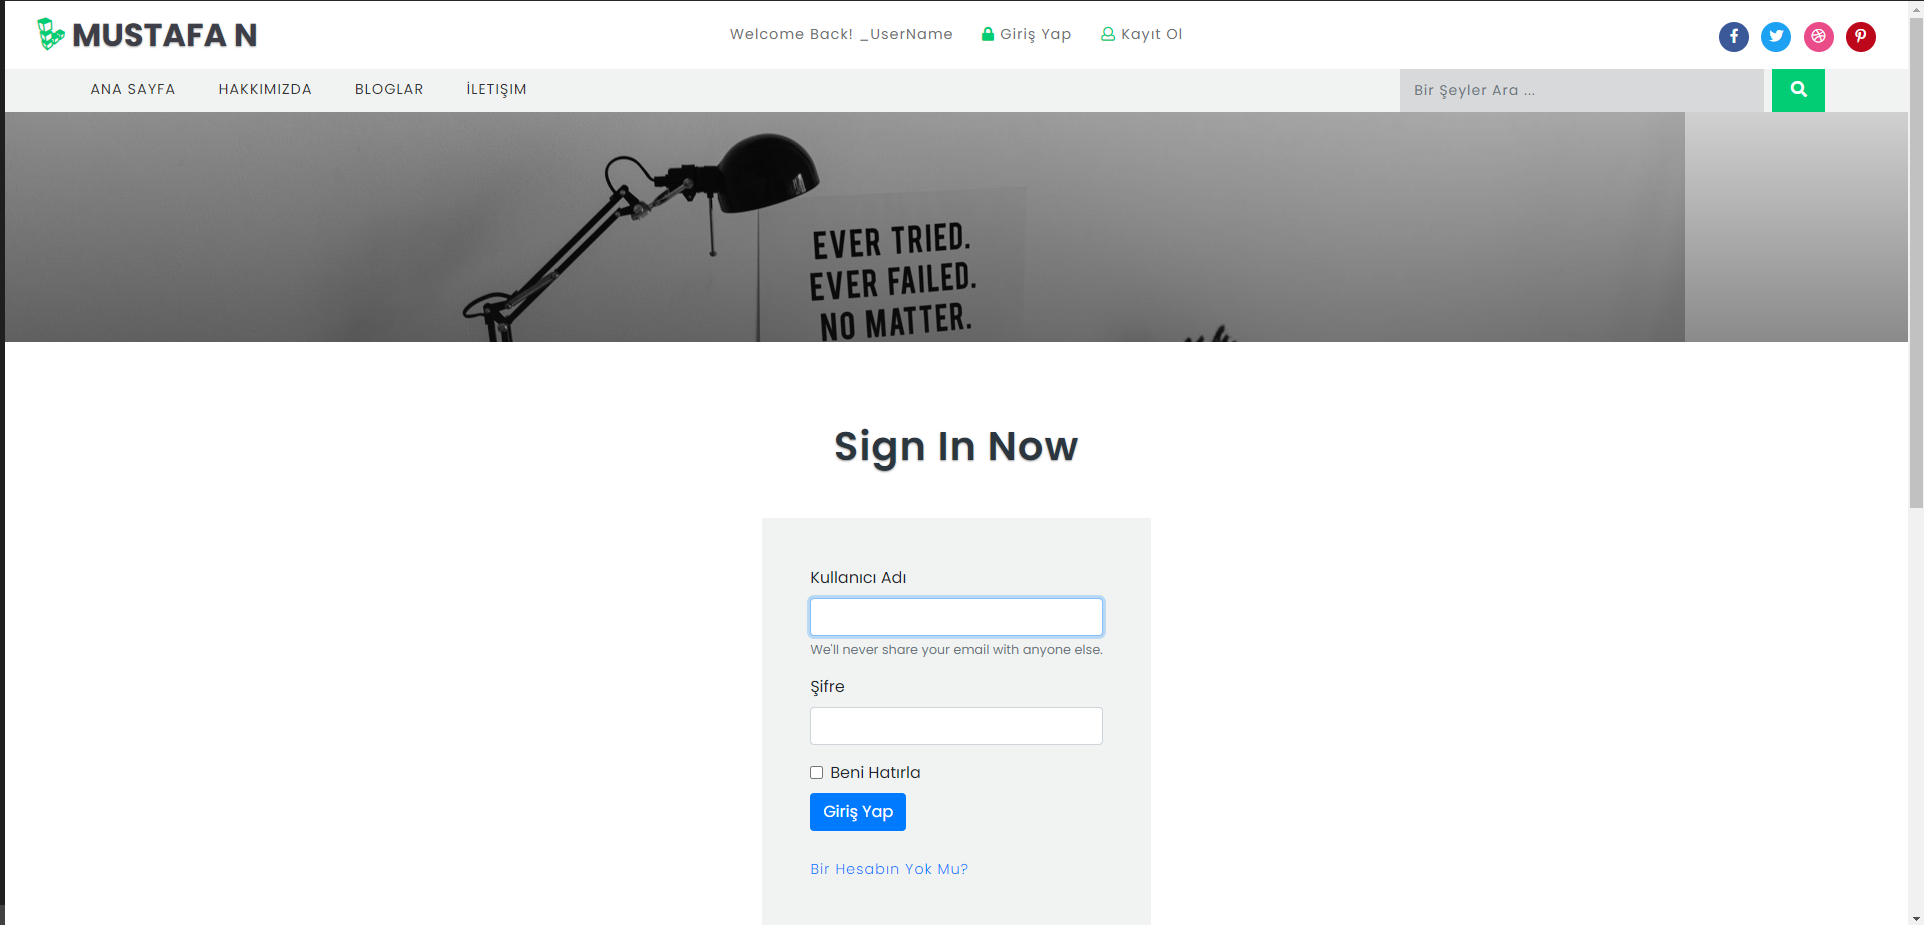 MUSTAFA N
Welcome Back! _UserName Giriş Yap Kayıt Ol
ANA SAYFA HAKKIMIZDA BLOGLAR İLETIŞIM
Bir Şeyler Ara ...
EVER TRIED.
EVER FAILED.
NO MATTER.
Sign In Now
Kullanıcı Adı
We'll never share your email with anyone else.
Şifre
Beni Hatırla
Giriş Yap
Bir Hesabın Yok Mu?